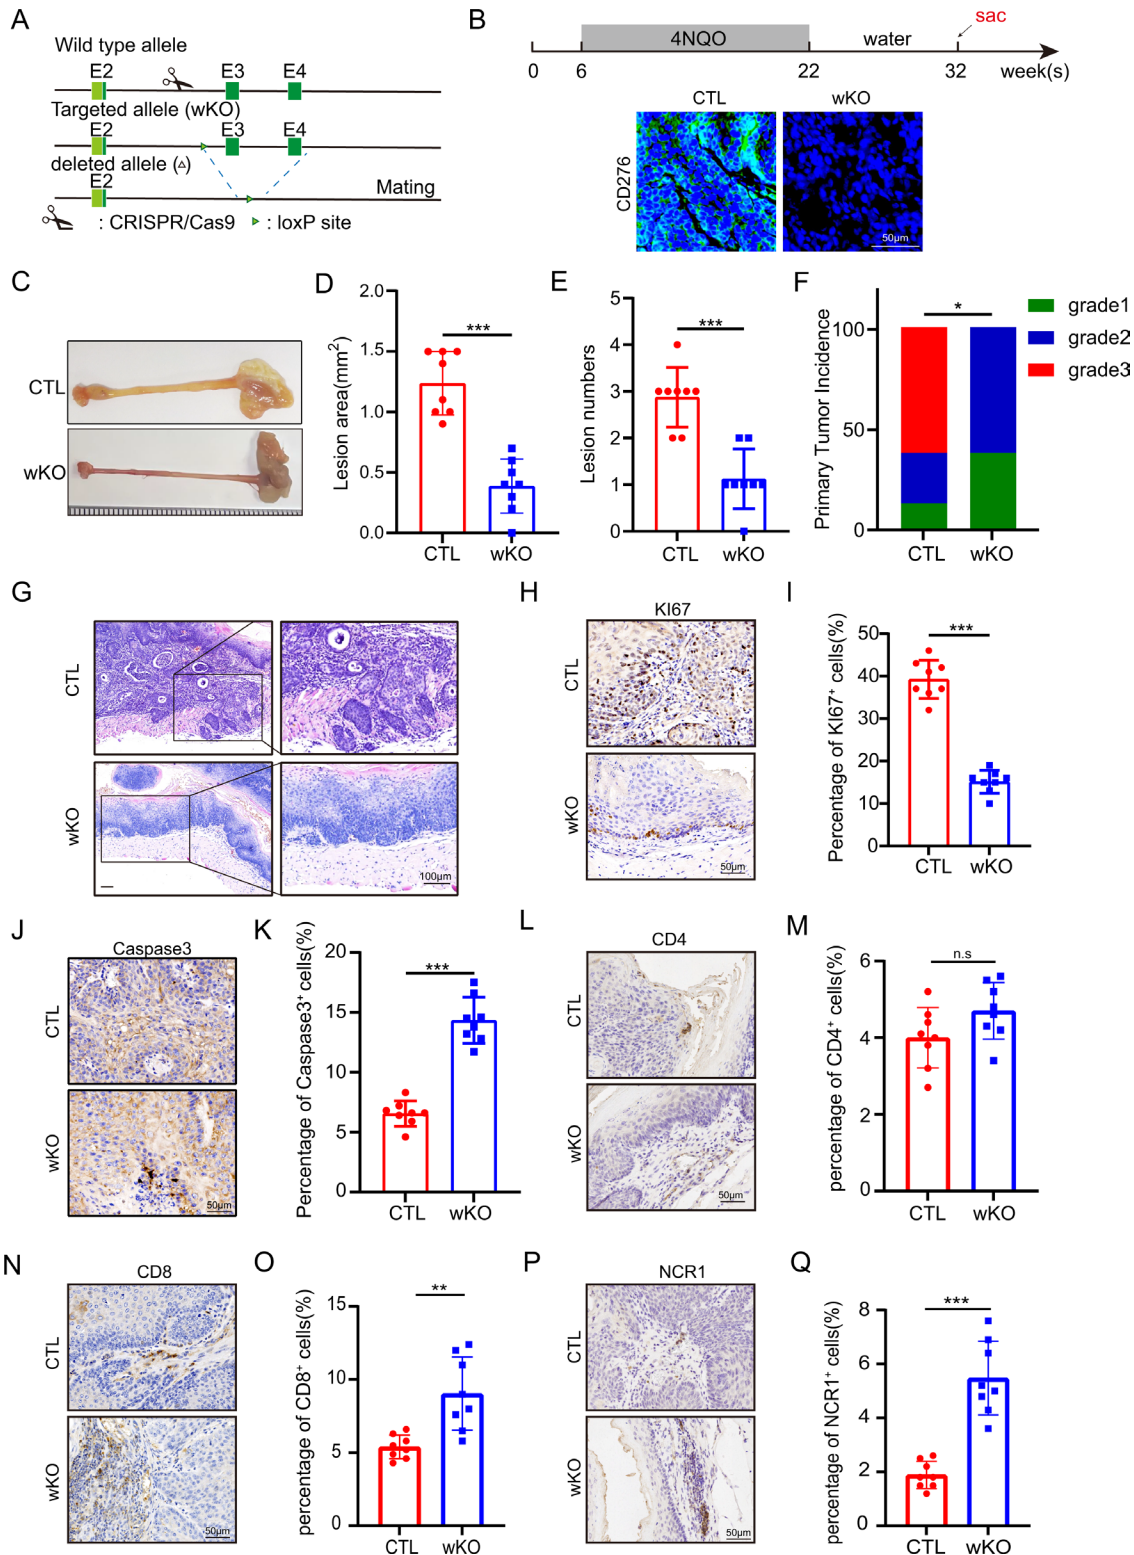 A
Wild type allele
E2
E3
E4
Targeted allele (wKO)
E2
E3
E4
deleted allele (△)
E2
Mating
: CRISPR/Cas9
: loxP site
B
sac
4NQO
water
0
6
22
32
week(s)
CTL
wKO
CD276
50μm
C
CTL
wKO
D
Lesion area(mm²)
2.0
1.5
1.0
0.5
0.0
***
CTL
wKO
E
Lesion numbers
5
4
3
2
1
0
***
CTL
wKO
F
Primary Tumor Incidence
100
50
0
*
CTL
wKO
grade1
grade2
grade3
G
CTL
wKO
100μm
H
KI67
CTL
wKO
50μm
I
Percentage of KI67⁺ cells(%)
50
40
30
20
10
0
***
CTL
wKO
J
Caspase3
CTL
wKO
50μm
K
Percentage of Caspase3⁺ cells(%)
20
15
10
5
0
***
CTL
wKO
L
CD4
CTL
wKO
50μm
M
percentage of CD4⁺ cells(%)
6
4
2
0
n.s
CTL
wKO
N
CD8
CTL
wKO
50μm
O
percentage of CD8⁺ cells(%)
15
10
5
0
**
CTL
wKO
P
NCR1
CTL
wKO
50μm
Q
percentage of NCR1⁺ cells(%)
8
6
4
2
0
***
CTL
wKO